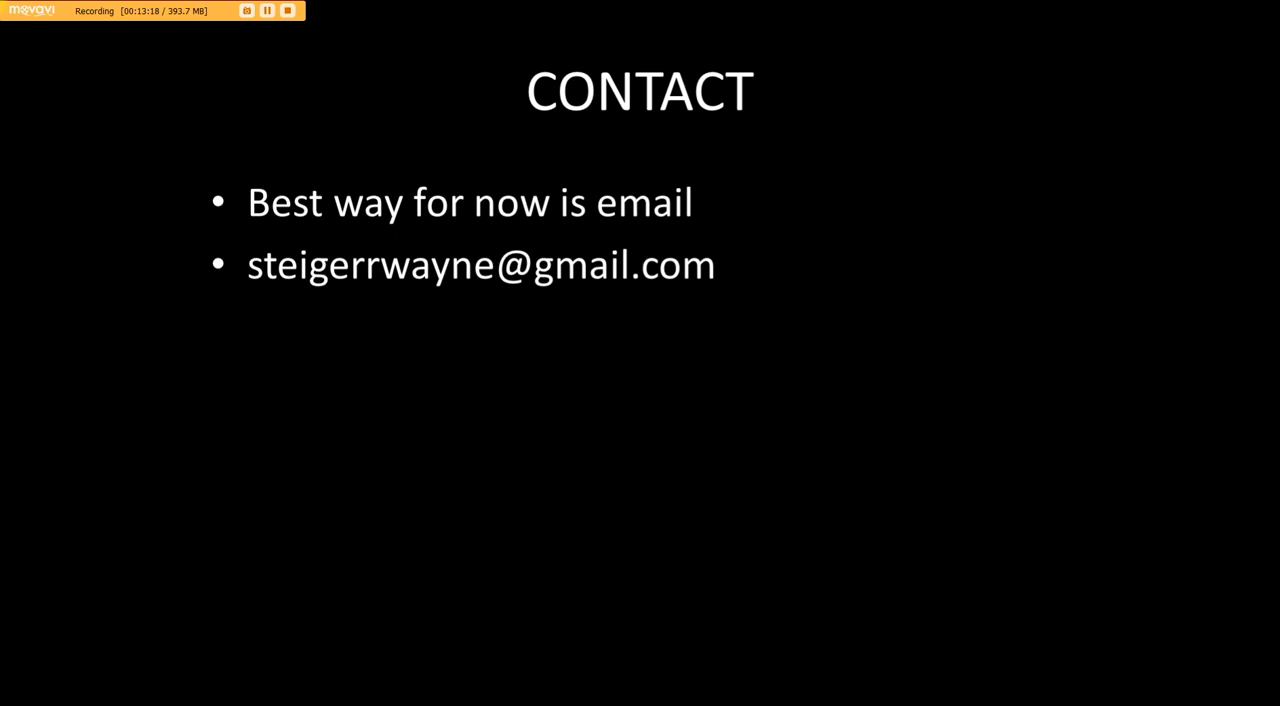 movavi Recording [00:13:18 / 393.7 MB]
CONTACT
• Best way for now is email
• steigerrwayne@gmail.com